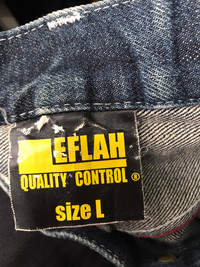 EFLAH
QUALITY CONTROL ®
size L